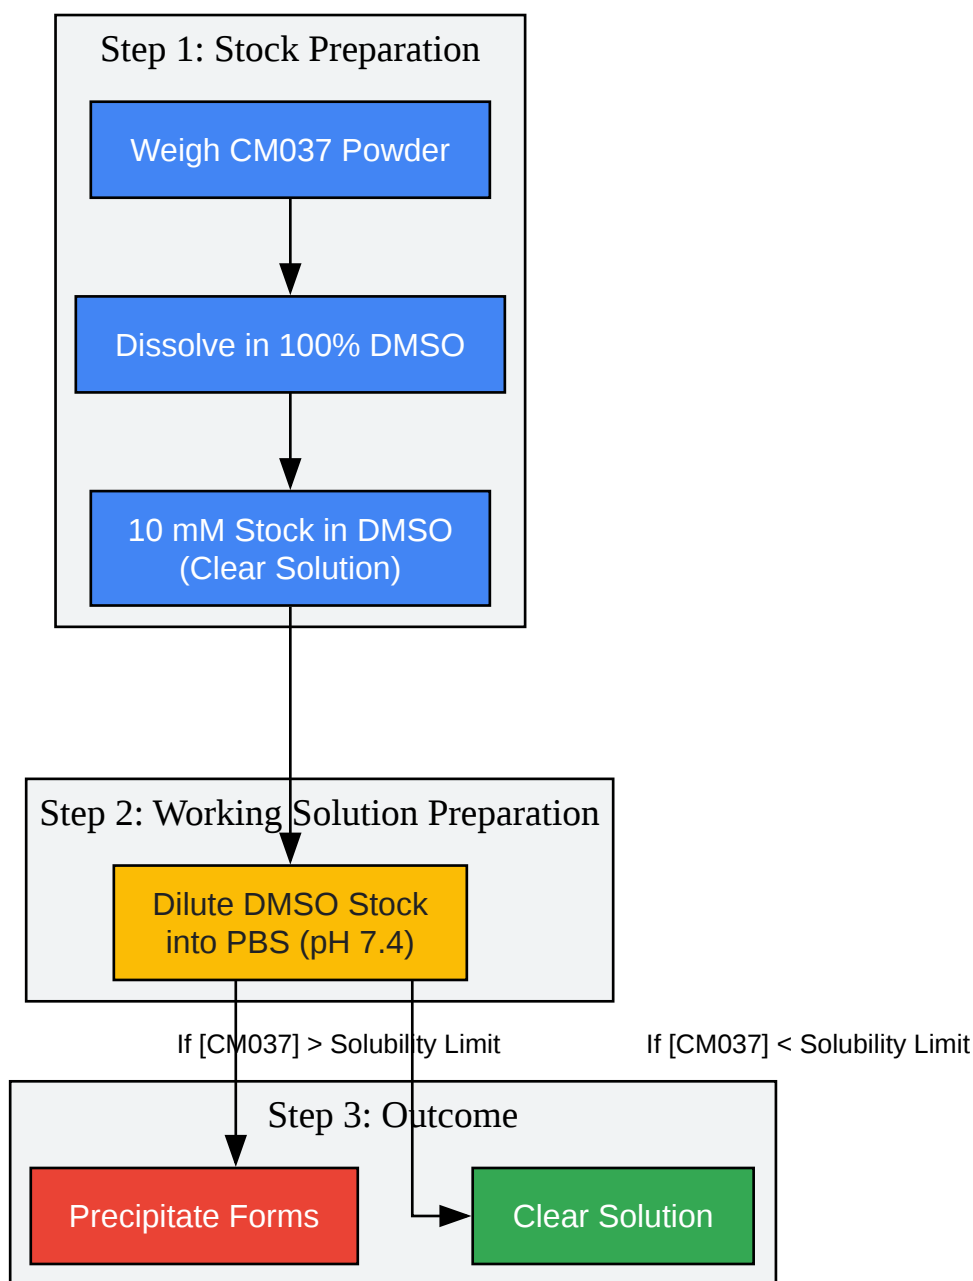 Step 1: Stock Preparation
Weigh CM037 Powder
Dissolve in 100% DMSO
10 mM Stock in DMSO
(Clear Solution)
Step 2: Working Solution Preparation
Dilute DMSO Stock
into PBS (pH 7.4)
If [CM037] > Solubility Limit
If [CM037] < Solubility Limit
Step 3: Outcome
Precipitate Forms
Clear Solution